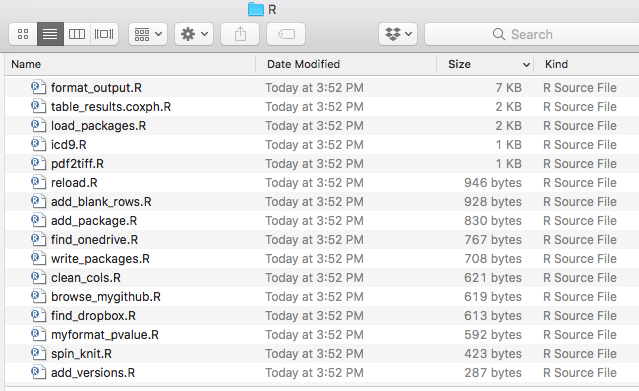 R
Search
Name Date Modified Size Kind
format_output.R Today at 3:52 PM 7 KB R Source File
table_results.coxph.R Today at 3:52 PM 2 KB R Source File
load_packages.R Today at 3:52 PM 2 KB R Source File
icd9.R Today at 3:52 PM 1 KB R Source File
pdf2tiff.R Today at 3:52 PM 1 KB R Source File
reload.R Today at 3:52 PM 946 bytes R Source File
add_blank_rows.R Today at 3:52 PM 928 bytes R Source File
add_package.R Today at 3:52 PM 830 bytes R Source File
find_onedrive.R Today at 3:52 PM 767 bytes R Source File
write_packages.R Today at 3:52 PM 708 bytes R Source File
clean_cols.R Today at 3:52 PM 621 bytes R Source File
browse_mygithub.R Today at 3:52 PM 619 bytes R Source File
find_dropbox.R Today at 3:52 PM 613 bytes R Source File
myformat_pvalue.R Today at 3:52 PM 592 bytes R Source File
spin_knit.R Today at 3:52 PM 423 bytes R Source File
add_versions.R Today at 3:52 PM 287 bytes R Source File